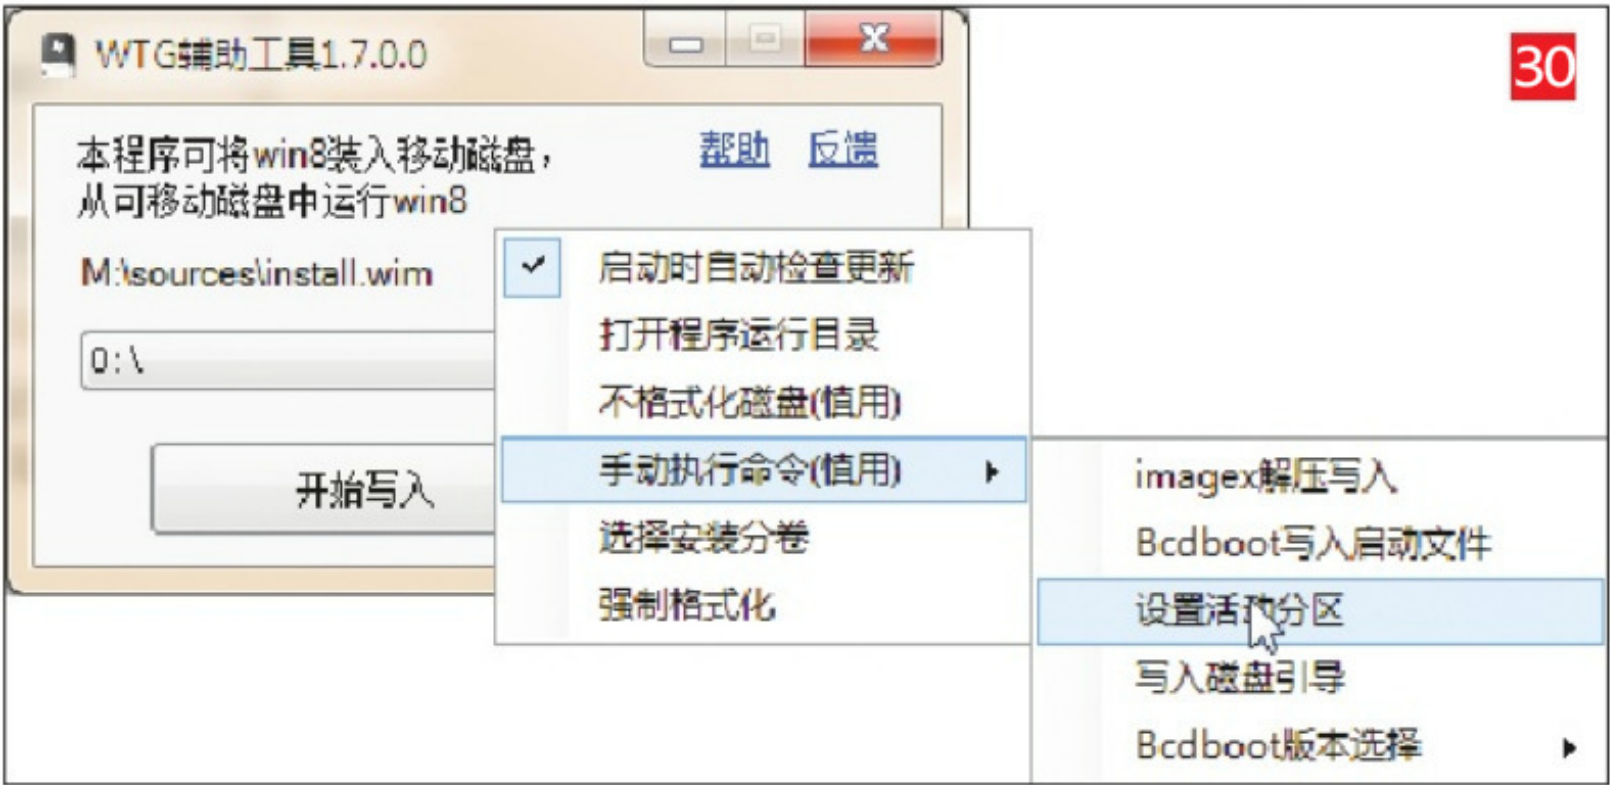 WTG辅助工具1.7.0.0
30
本程序可将win8装入移动磁盘，
从可移动磁盘中运行win8
帮助 反馈
M:\sources\install.wim
O:\
开始写入
启动时自动检查更新
打开程序运行目录
不格式化磁盘(慎用)
手动执行命令(慎用)
选择安装分卷
强制格式化
imagex解压写入
Bcdboot写入启动文件
设置活动分区
写入磁盘引导
Bcdboot版本选择